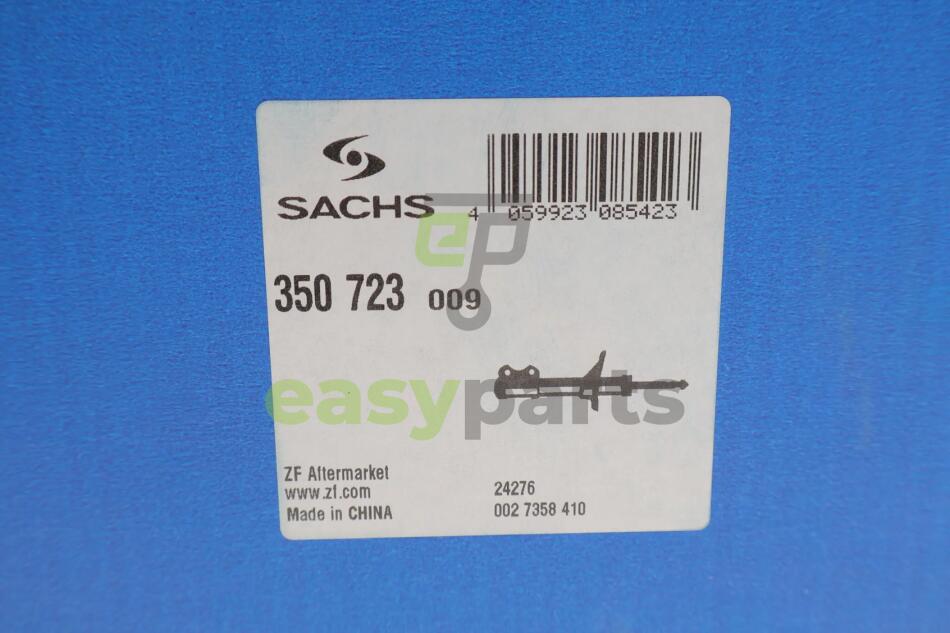 SACHS
4 059923 085423
ep
350 723 009
easyparts
ZF Aftermarket
www.zf.com
Made in CHINA
24276
002 7358 410